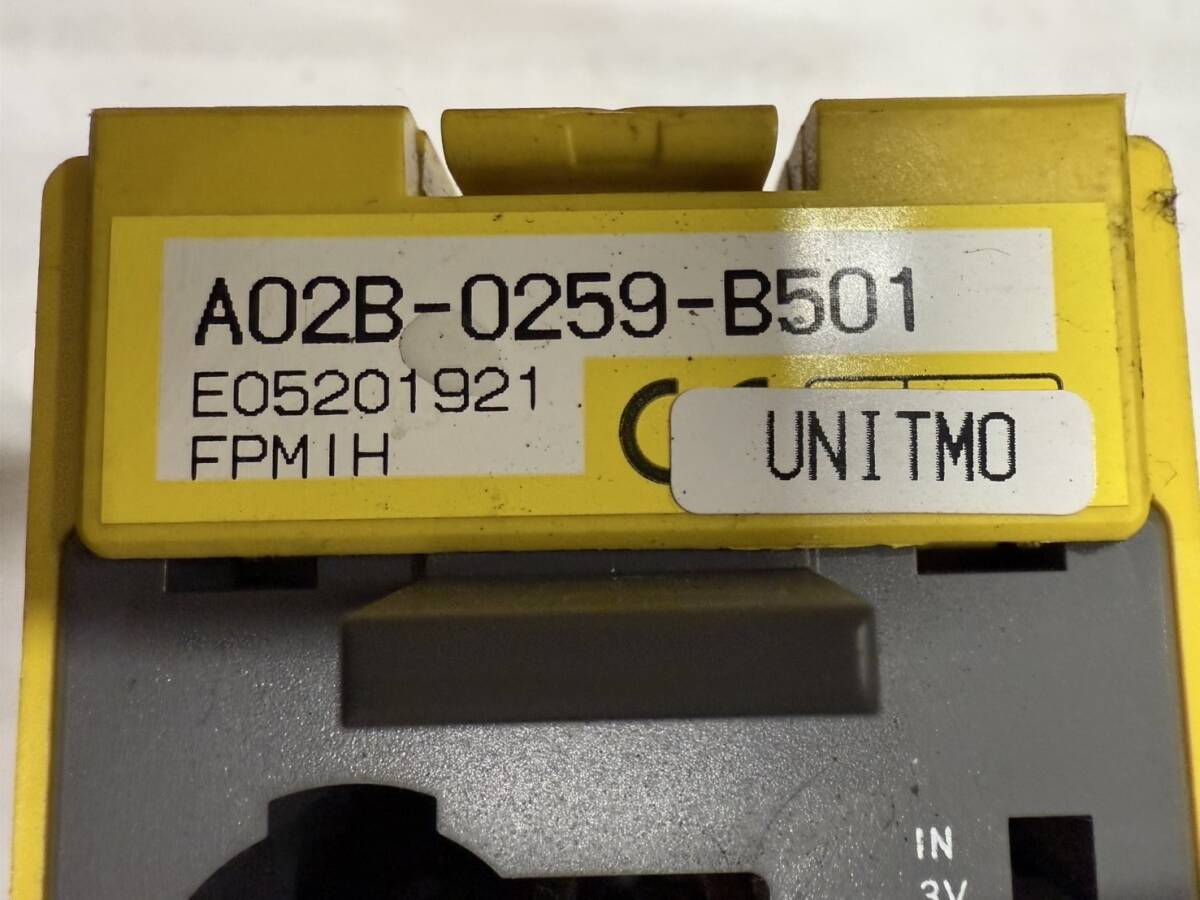 A02B-0259-B501
E05201921
FPMIH
UNITMO
IN
3V